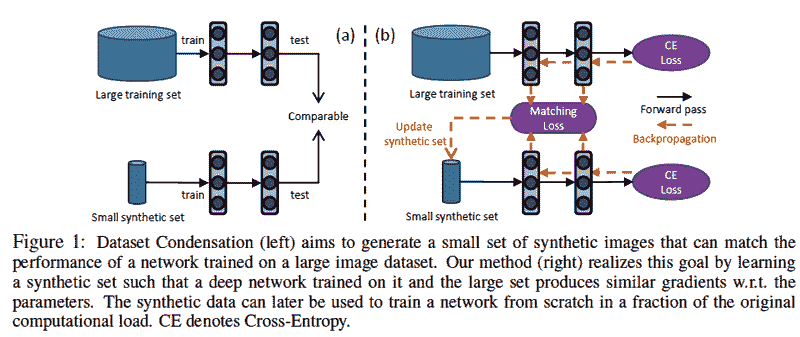 train
test
(a)
Large training set
Comparable
train
test
Small synthetic set
(b)
CE
Loss
Large training set
Matching
Loss
Forward pass
Update
synthetic set
Backpropagation
CE
Loss
Small synthetic set
Figure 1: Dataset Condensation (left) aims to generate a small set of synthetic images that can match the
performance of a network trained on a large image dataset. Our method (right) realizes this goal by learning
a synthetic set such that a deep network trained on it and the large set produces similar gradients w.r.t. the
parameters. The synthetic data can later be used to train a network from scratch in a fraction of the original
computational load. CE denotes Cross-Entropy.